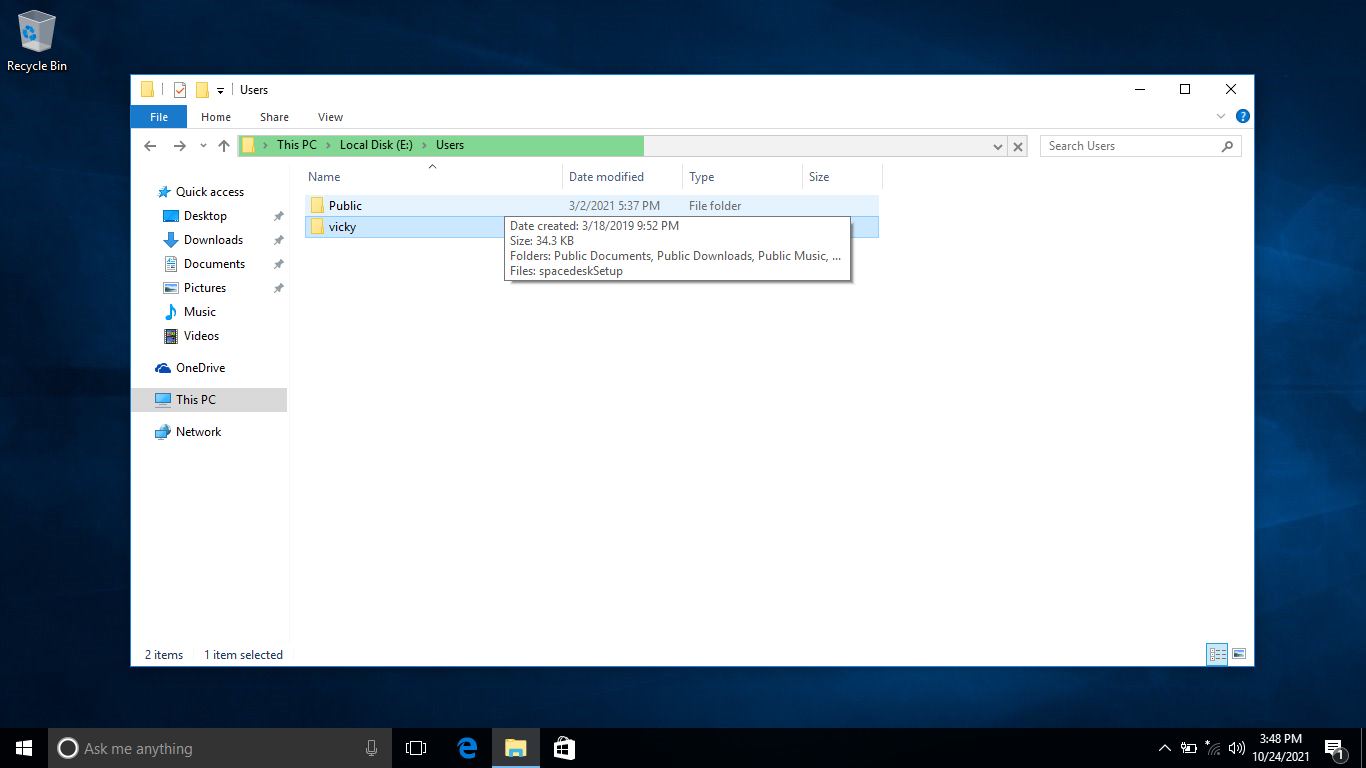 Recycle Bin
Users
File Home Share View
This PC Local Disk (E:) Users
Search Users
Name Date modified Type Size
Quick access
Desktop
Downloads
Documents
Pictures
Music
Videos
OneDrive
This PC
Network
Public 3/2/2021 5:37 PM File folder
vicky
Date created: 3/18/2019 9:52 PM
Size: 34.3 KB
Folders: Public Documents, Public Downloads, Public Music, ...
Files: spacedeskSetup
2 items 1 item selected
Ask me anything
3:48 PM
10/24/2021
1